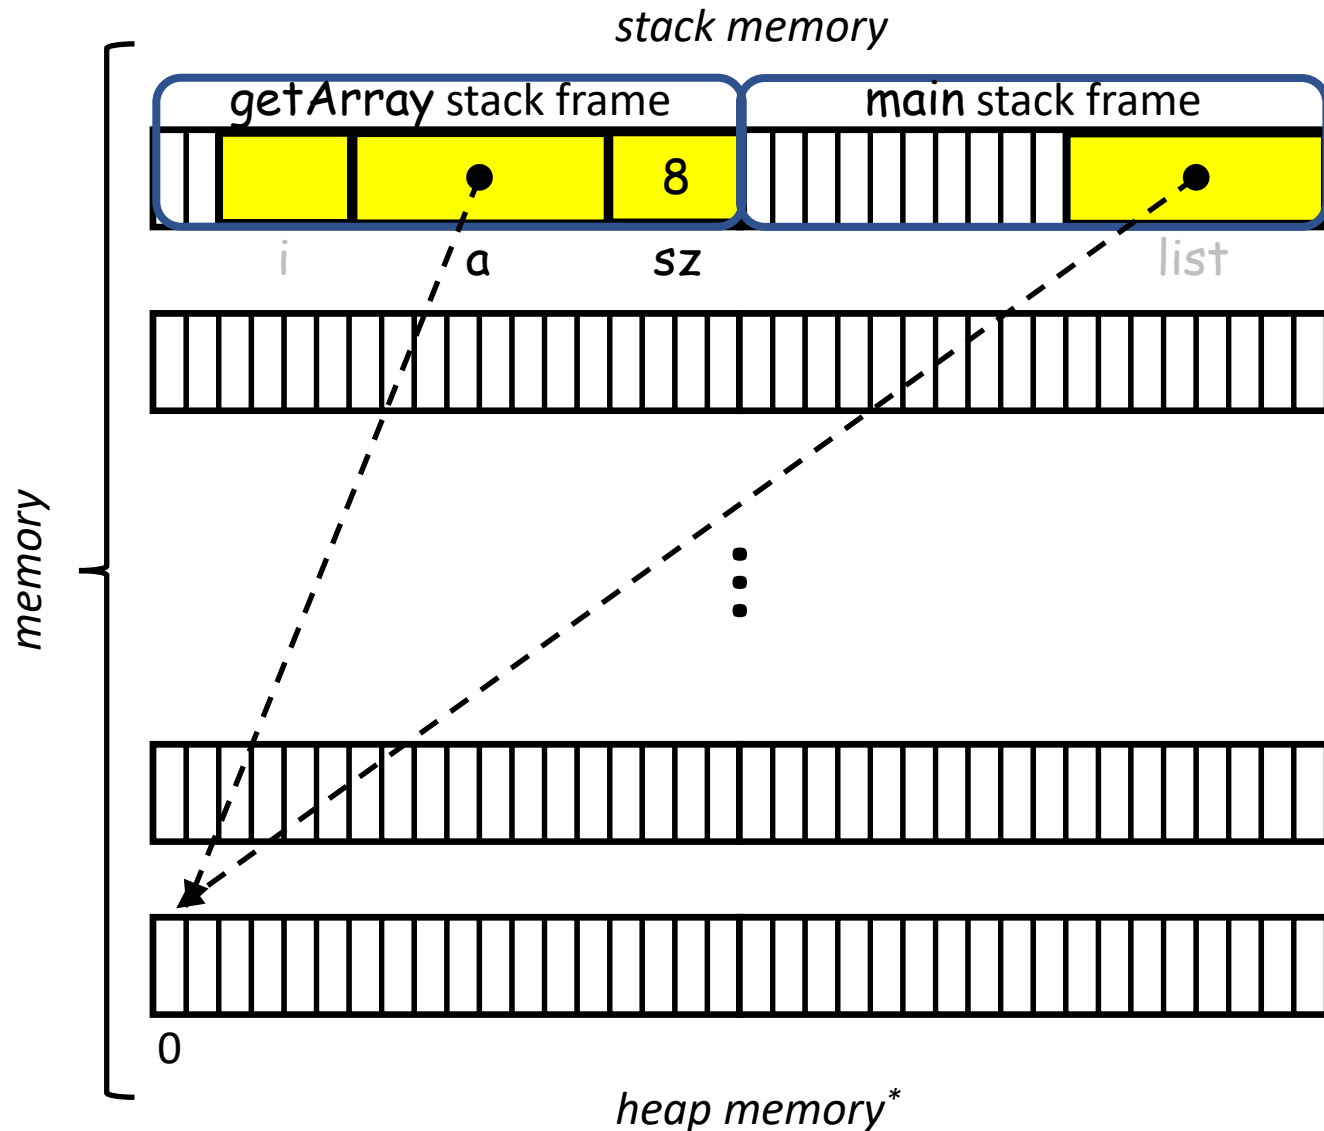 stack memory
getArray stack frame
main stack frame
8
i
a
sz
list
memory
0
heap memory*